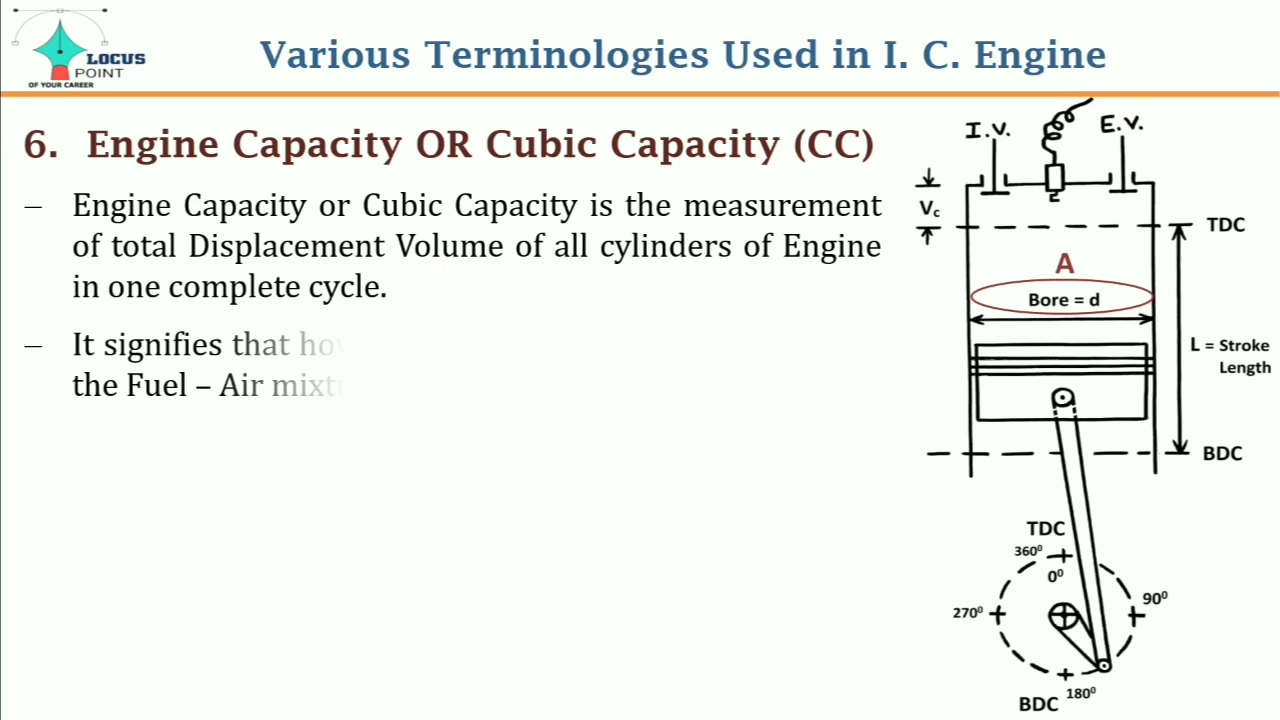 LOCUS
POINT
OF YOUR CAREER
Various Terminologies Used in I. C. Engine
6. Engine Capacity OR Cubic Capacity (CC)
– Engine Capacity or Cubic Capacity is the measurement
of total Displacement Volume of all cylinders of Engine
in one complete cycle.
– It signifies that
the Fuel – Air
I.V.
E.V.
Vc
TDC
A
Bore = d
L = Stroke
Length
BDC
TDC
360⁰
0⁰
90⁰
270⁰
180⁰
BDC